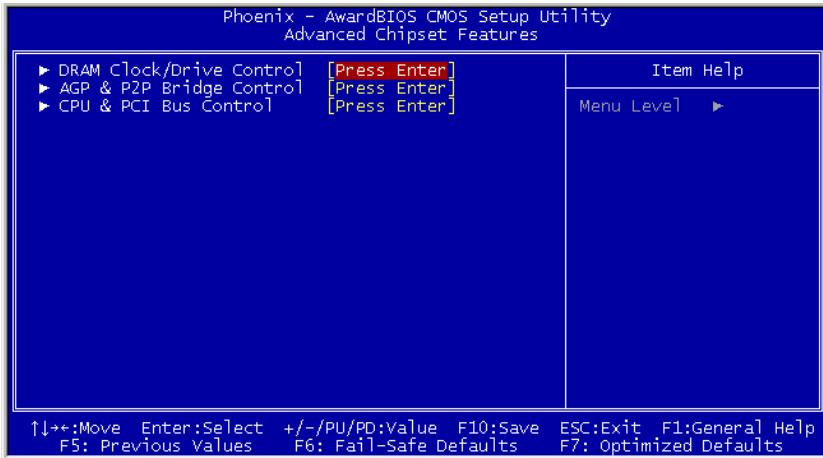 Phoenix - AwardBIOS CMOS Setup Utility
Advanced Chipset Features
► DRAM Clock/Drive Control [Press Enter]
► AGP & P2P Bridge Control [Press Enter]
► CPU & PCI Bus Control [Press Enter]
Item Help
Menu Level ►
↑↓→←:Move Enter:Select +/-/PU/PD:Value F10:Save ESC:Exit F1:General Help
F5: Previous Values F6: Fail-Safe Defaults F7: Optimized Defaults